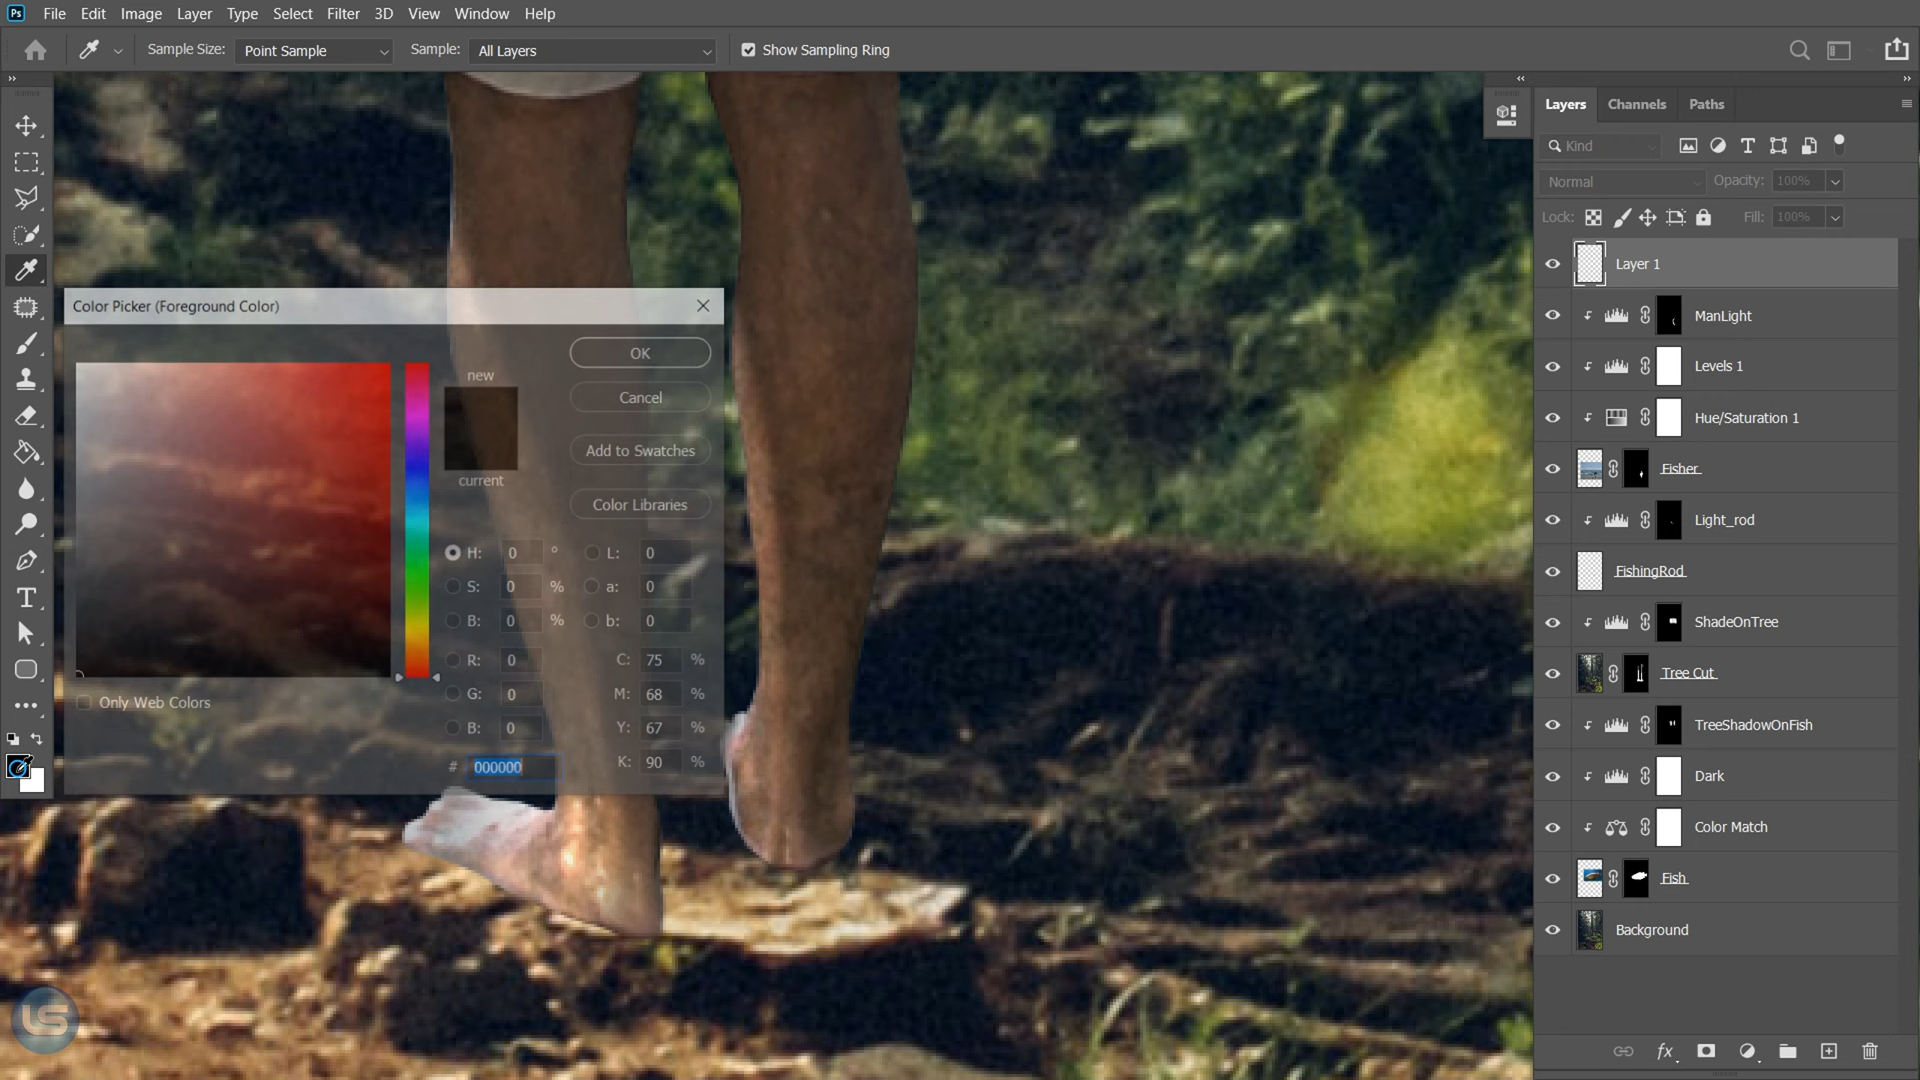 Ps File Edit Image Layer Type Select Filter 3D View Window Help
Sample Size: Point Sample Sample: All Layers Show Sampling Ring
Layers Channels Paths
Kind
Normal Opacity: 100%
Lock: Fill: 100%
Layer 1
ManLight
Levels 1
Hue/Saturation 1
Fisher
Light_rod
FishingRod
ShadeOnTree
Tree Cut
TreeShadowOnFish
Dark
Color Match
Fish
Background
fx
Color Picker (Foreground Color)
OK
new
Cancel
Add to Swatches
current
Color Libraries
H: 0 ° L: 0
S: 0 % a: 0
B: 0 % b: 0
R: 0 C: 75 %
G: 0 M: 68 %
Only Web Colors
B: 0 Y: 67 %
# 000000 K: 90 %
LS